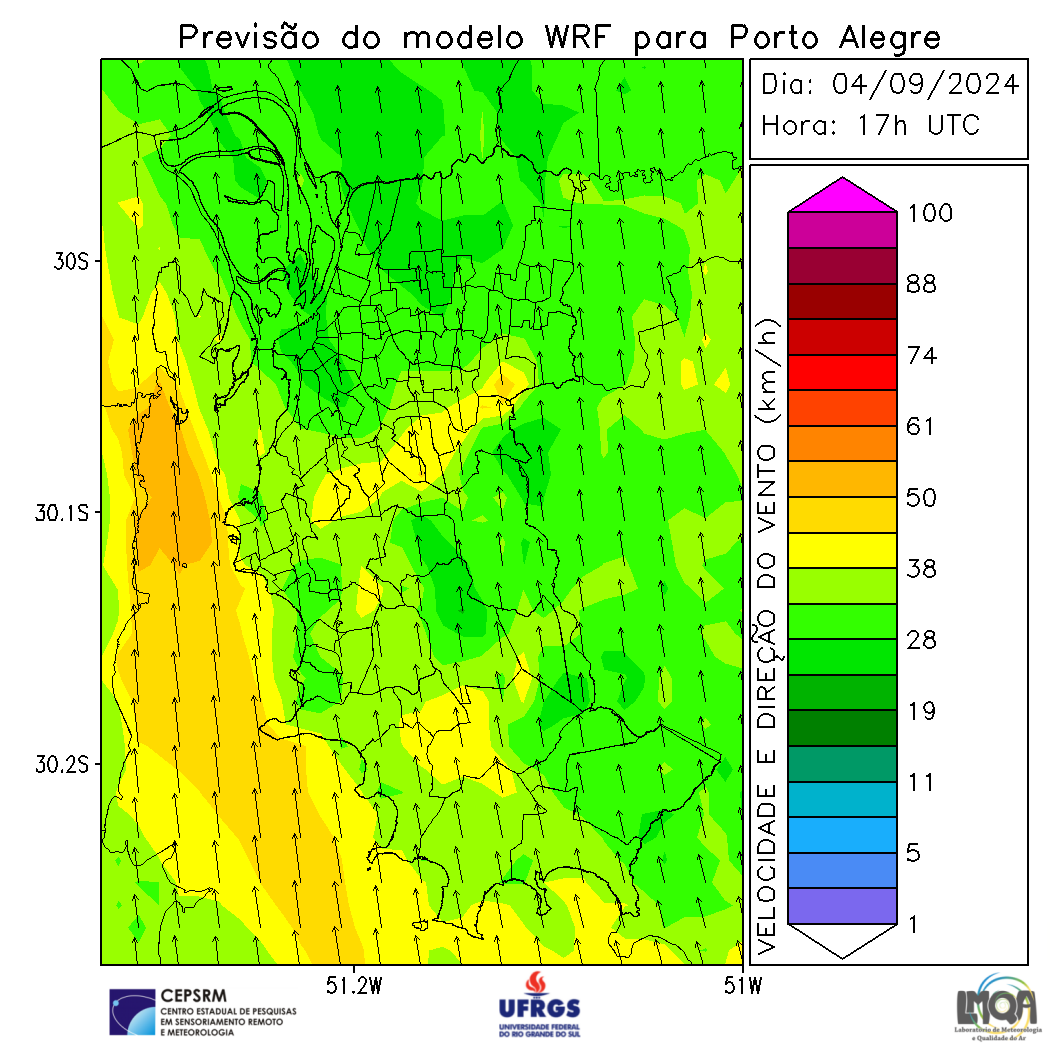 Previsão do modelo WRF para Porto Alegre
Dia: 04/09/2024
Hora: 17h UTC
30S
30.1S
30.2S
51.2W
51W
VELOCIDADE E DIREÇÃO DO VENTO (km/h)
100
88
74
61
50
38
28
19
11
5
1
CEPSRM
CENTRO ESTADUAL DE PESQUISAS
EM SENSORIAMENTO REMOTO
E METEOROLOGIA
UFRGS
UNIVERSIDADE FEDERAL
DO RIO GRANDE DO SUL
LMQA
Laboratório de Meteorologia
e Qualidade do Ar